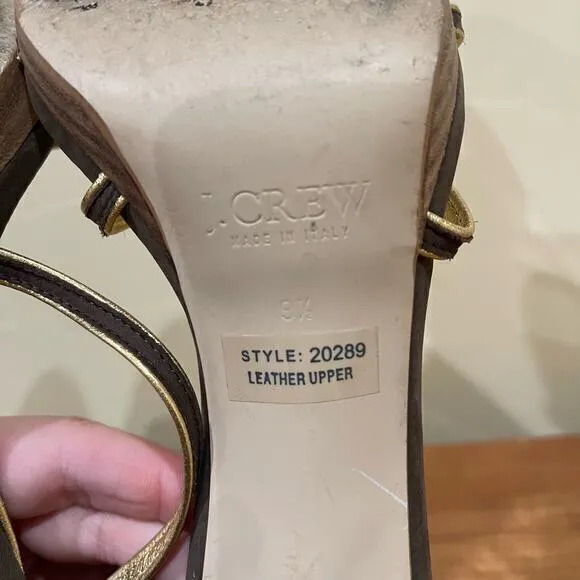 J.CREW
MADE IN ITALY
9½
STYLE: 20289
LEATHER UPPER